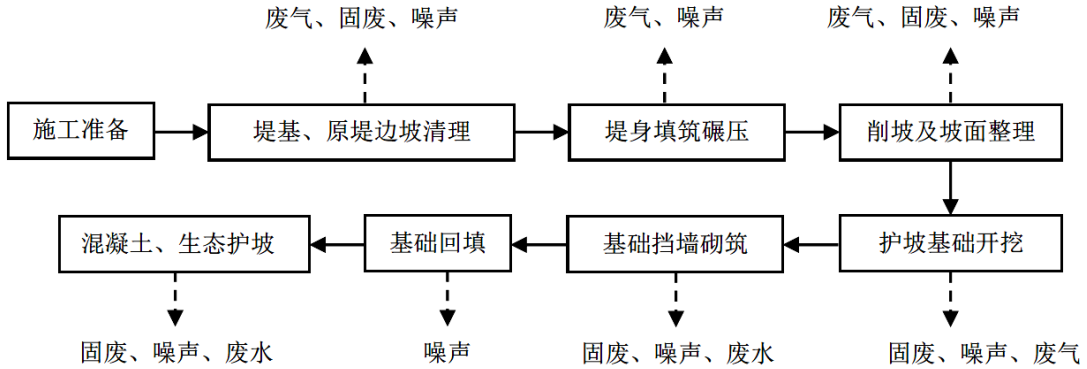 废气、固废、噪声
废气、噪声
废气、固废、噪声
施工准备
堤基、原堤边坡清理
堤身填筑碾压
削坡及坡面整理
混凝土、生态护坡
基础回填
基础挡墙砌筑
护坡基础开挖
固废、噪声、废水
噪声
固废、噪声、废水
固废、噪声、废气